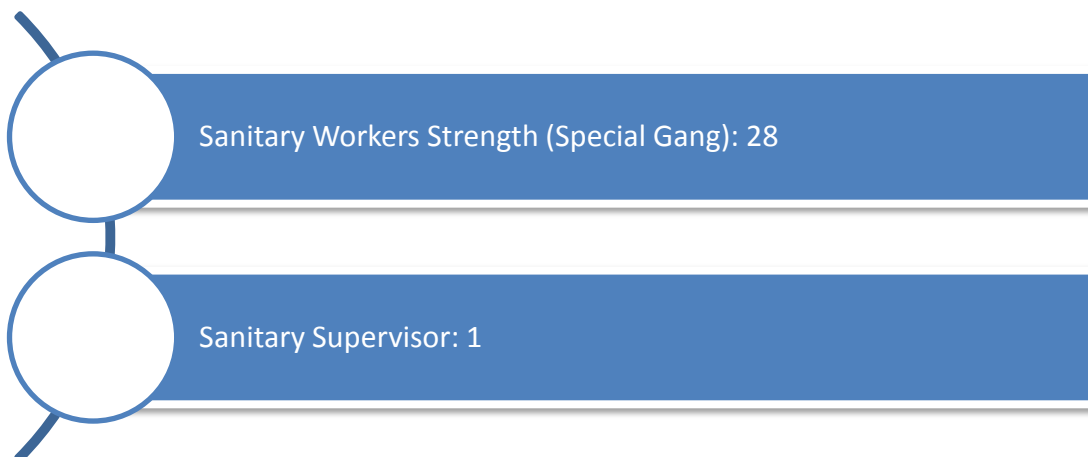 Sanitary Workers Strength (Special Gang): 28
Sanitary Supervisor: 1